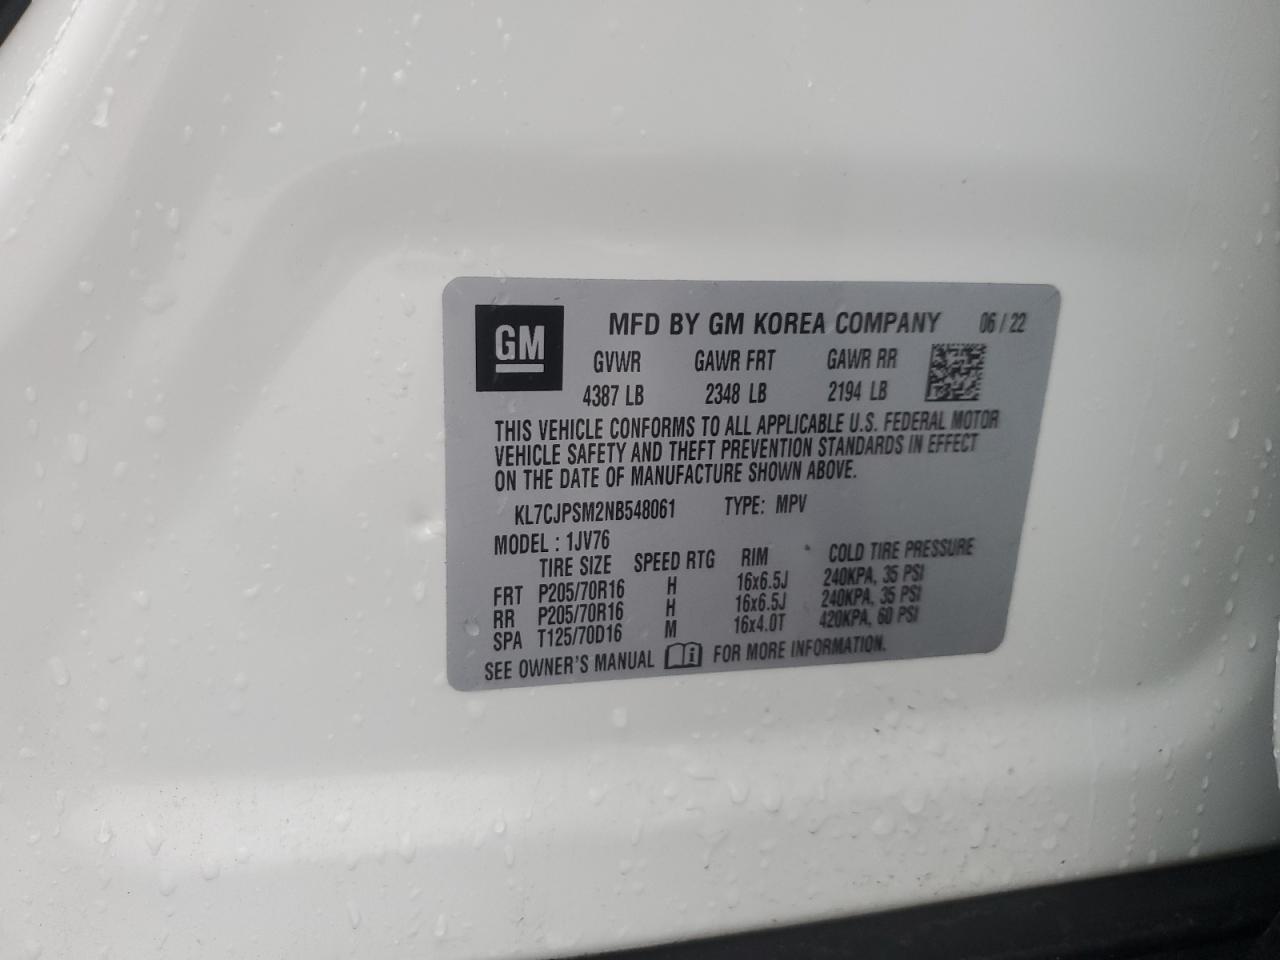 GM MFD BY GM KOREA COMPANY 06 / 22
GVWR GAWR FRT GAWR RR
4387 LB 2348 LB 2194 LB
THIS VEHICLE CONFORMS TO ALL APPLICABLE U.S. FEDERAL MOTOR
VEHICLE SAFETY AND THEFT PREVENTION STANDARDS IN EFFECT
ON THE DATE OF MANUFACTURE SHOWN ABOVE.
KL7CJPSM2NB548061 TYPE: MPV
MODEL : 1JV76
TIRE SIZE SPEED RTG RIM COLD TIRE PRESSURE
FRT P205/70R16 H 16x6.5J 240KPA, 35 PSI
RR P205/70R16 H 16x6.5J 240KPA, 35 PSI
SPA T125/70D16 M 16x4.0T 420KPA, 60 PSI
SEE OWNER'S MANUAL i FOR MORE INFORMATION.